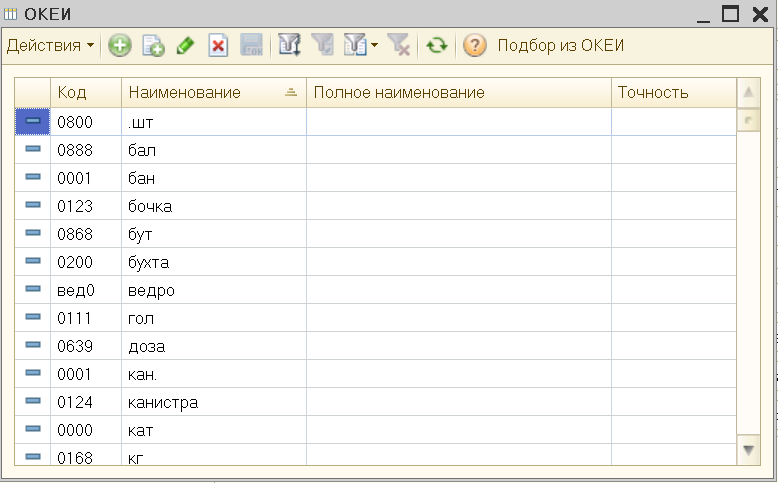 ОКЕИ
Действия Подбор из ОКЕИ
Код Наименование Полное наименование Точность
0800 .шт
0888 бал
0001 бан
0123 бочка
0868 бут
0200 бухта
вед0 ведро
0111 гол
0639 доза
0001 кан.
0124 канистра
0000 кат
0168 кг